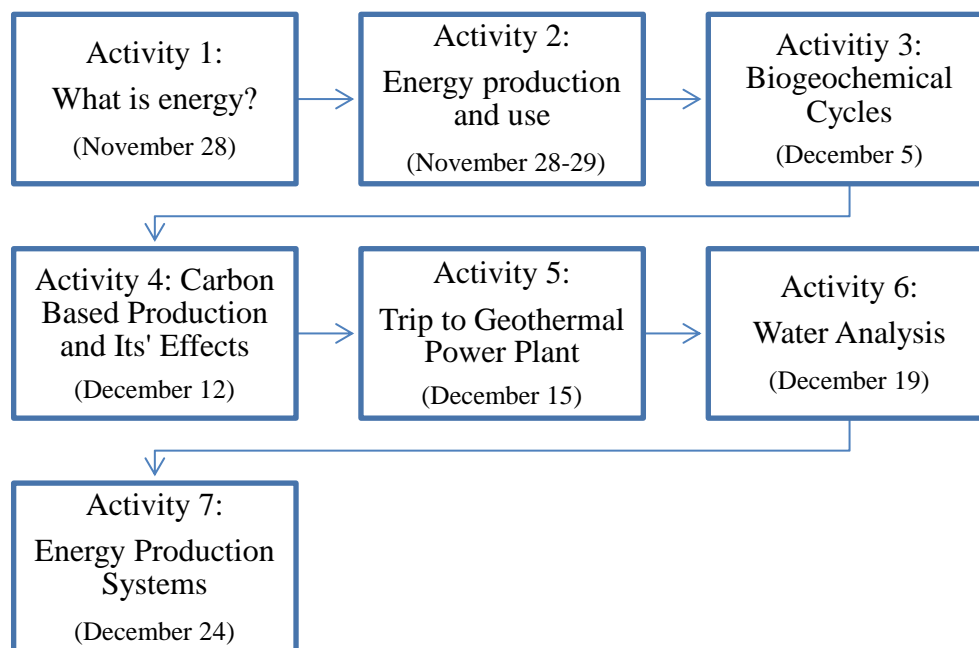 Activity 1:
What is energy?
(November 28)
Activity 2:
Energy production
and use
(November 28-29)
Activitiy 3:
Biogeochemical
Cycles
(December 5)
Activity 4: Carbon
Based Production
and Its' Effects
(December 12)
Activity 5:
Trip to Geothermal
Power Plant
(December 15)
Activity 6:
Water Analysis
(December 19)
Activity 7:
Energy Production
Systems
(December 24)